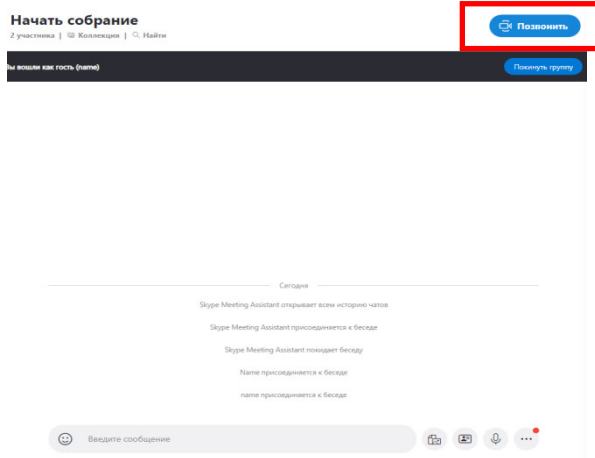 Начать собрание
2 участника | Коллекция | Найти
Позвонить
Вы вошли как гость (name)
Покинуть группу
Сегодня
Skype Meeting Assistant открывает всем историю чатов
Skype Meeting Assistant присоединяется к беседе
Skype Meeting Assistant покидает беседу
Name присоединяется к беседе
name присоединяется к беседе
Введите сообщение